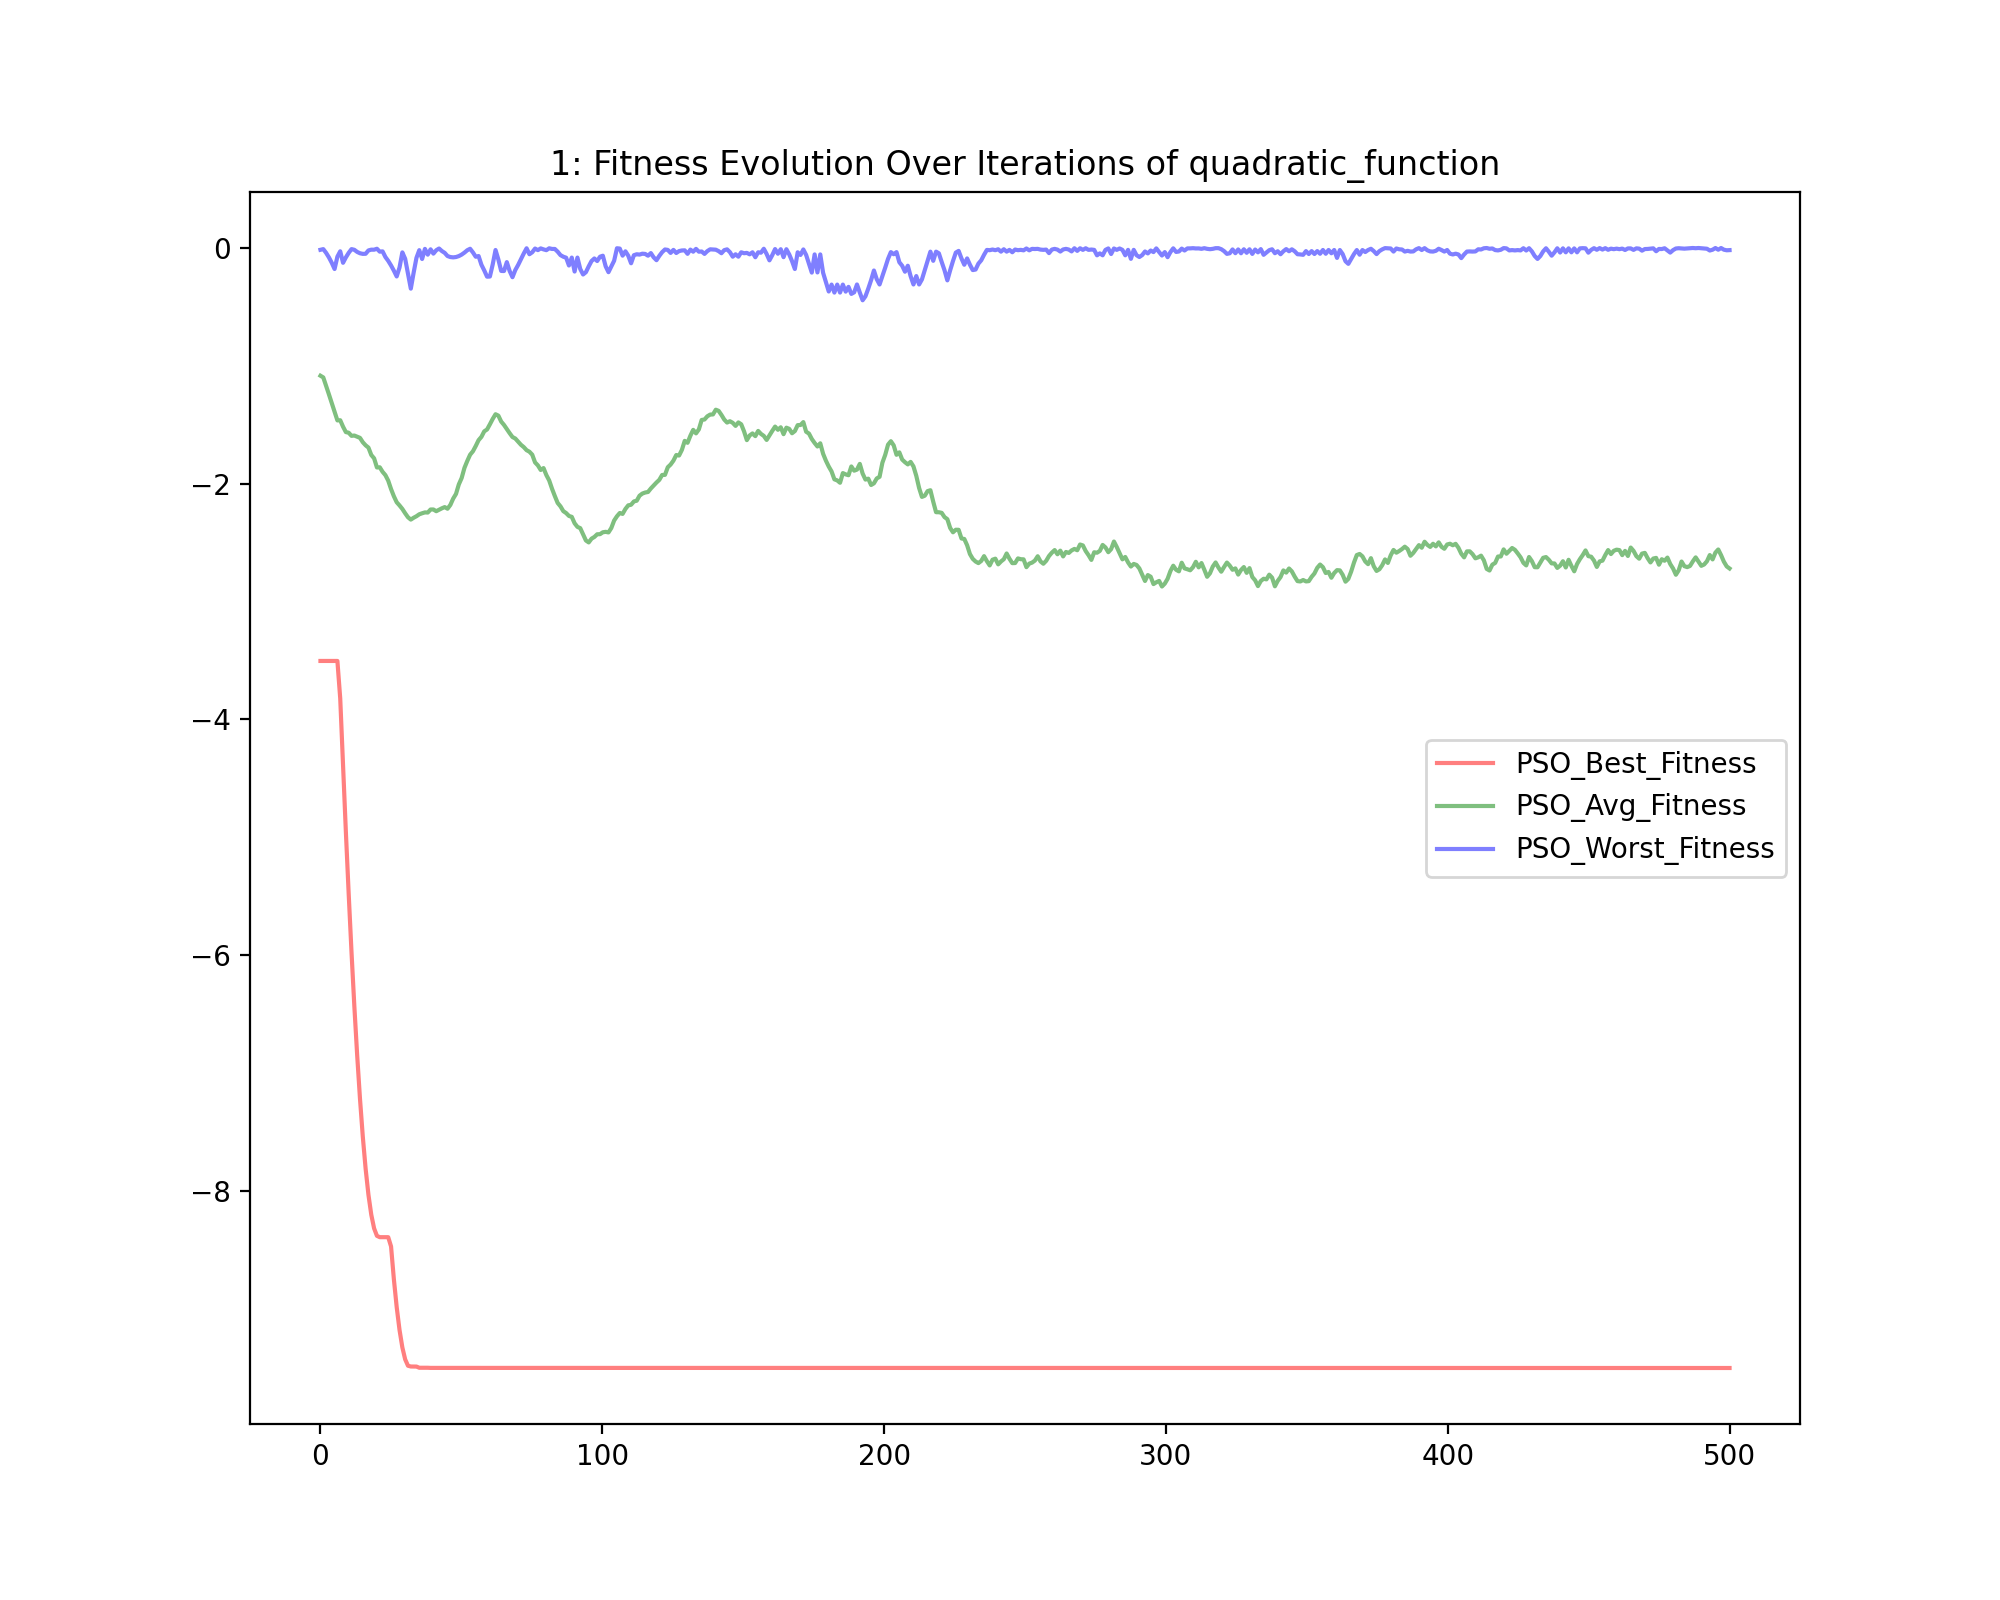 1: Fitness Evolution Over Iterations of quadratic_function
0
−2
−4
−6
−8
PSO_Best_Fitness
PSO_Avg_Fitness
PSO_Worst_Fitness
0 100 200 300 400 500